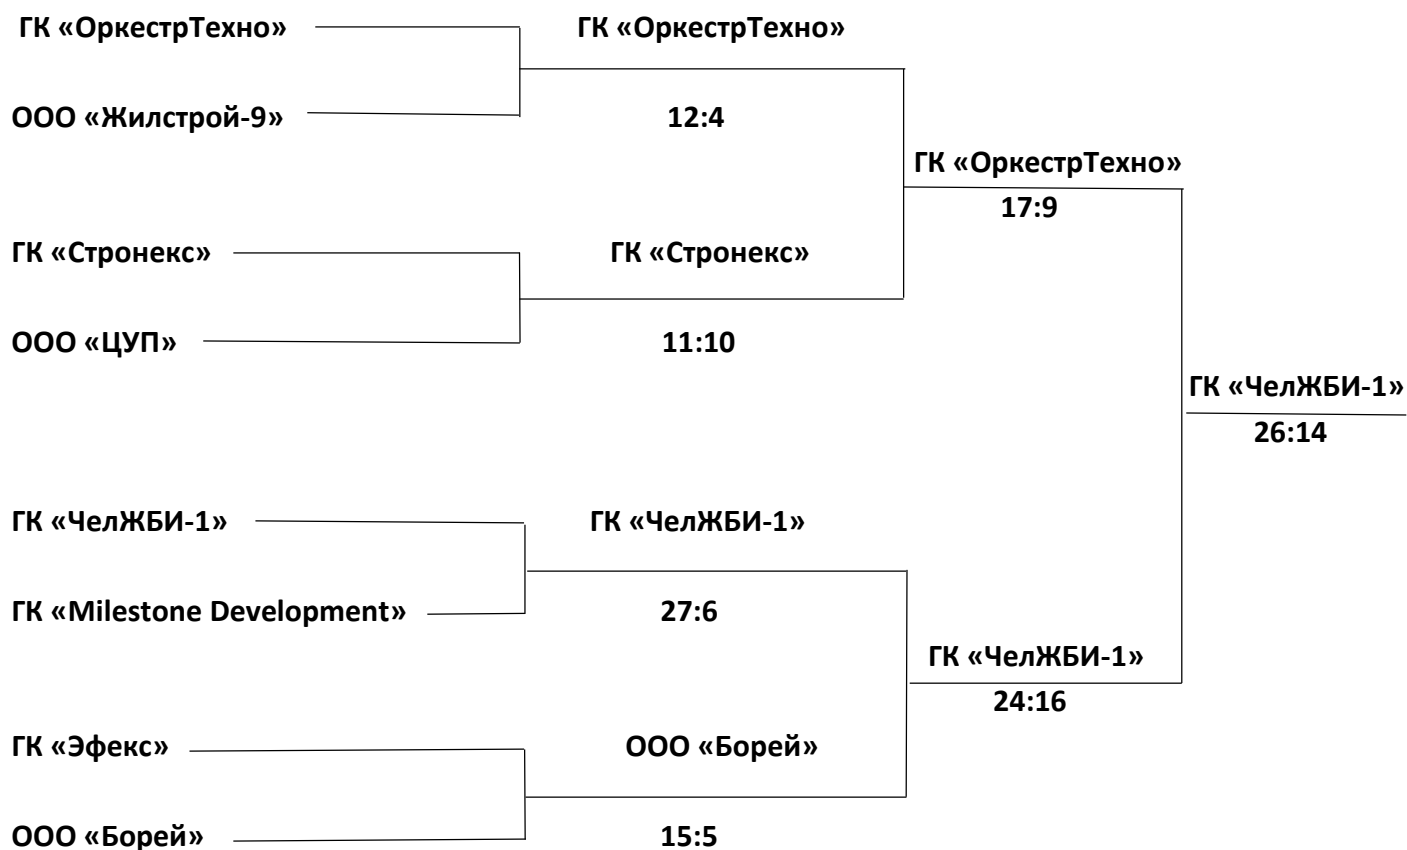 ГК «ОркестрТехно» ГК «ОркестрТехно»
ООО «Жилстрой-9» 12:4
ГК «ОркестрТехно»
17:9
ГК «Стронекс» ГК «Стронекс»
ООО «ЦУП» 11:10
ГК «ЧелЖБИ-1»
26:14
ГК «ЧелЖБИ-1» ГК «ЧелЖБИ-1»
ГК «Milestone Development» 27:6
ГК «ЧелЖБИ-1»
24:16
ГК «Эфекс» ООО «Борей»
ООО «Борей» 15:5